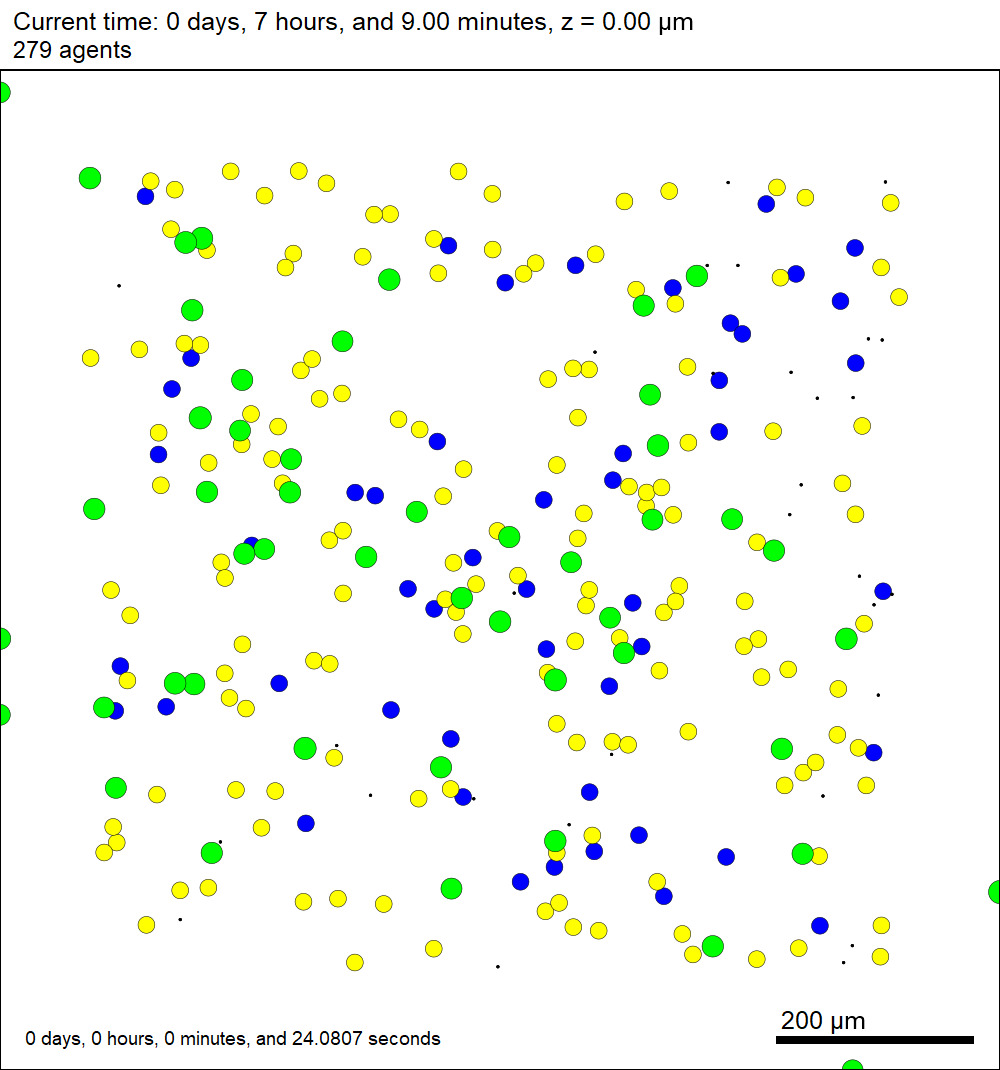 Current time: 0 days, 7 hours, and 9.00 minutes, z = 0.00 µm
279 agents
200 µm
0 days, 0 hours, 0 minutes, and 24.0807 seconds